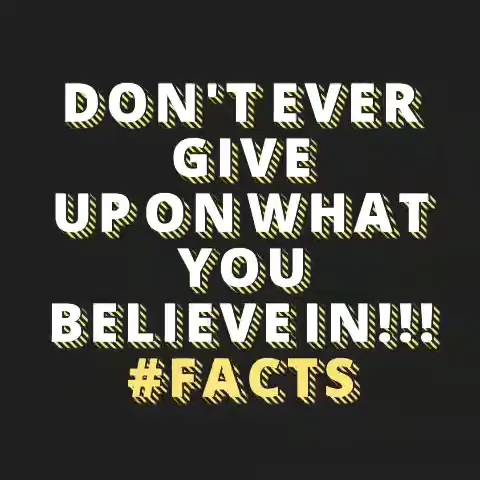 DON'T EVER
GIVE
UP ON WHAT
YOU
BELIEVE IN!!!
#FACTS